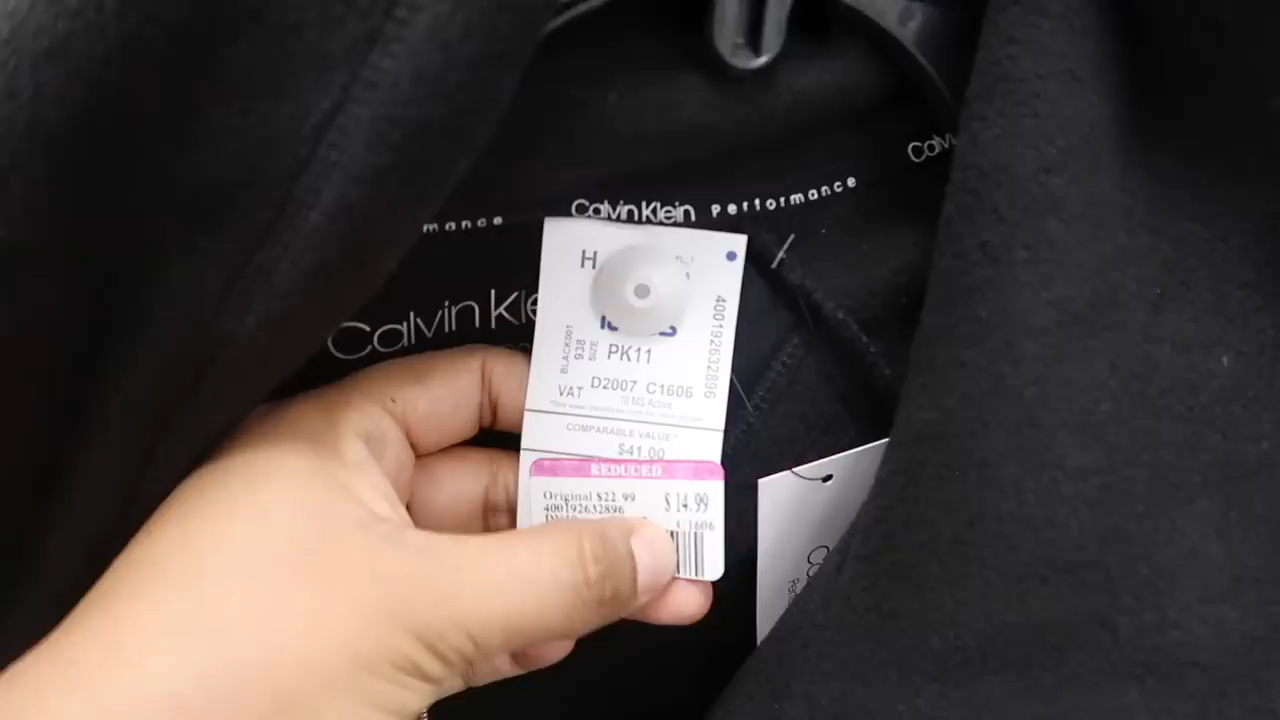 Calvin
mance
Calvin Klein Performance
Calvin Kle
H
BLACK001
938
SIZE
PK11
400192632896
VAT
D2007 C1606
10 MS Active
COMPARABLE VALUE*
$41.00
REDUCED
Original $22.99
$14.99
400192632896
C1606